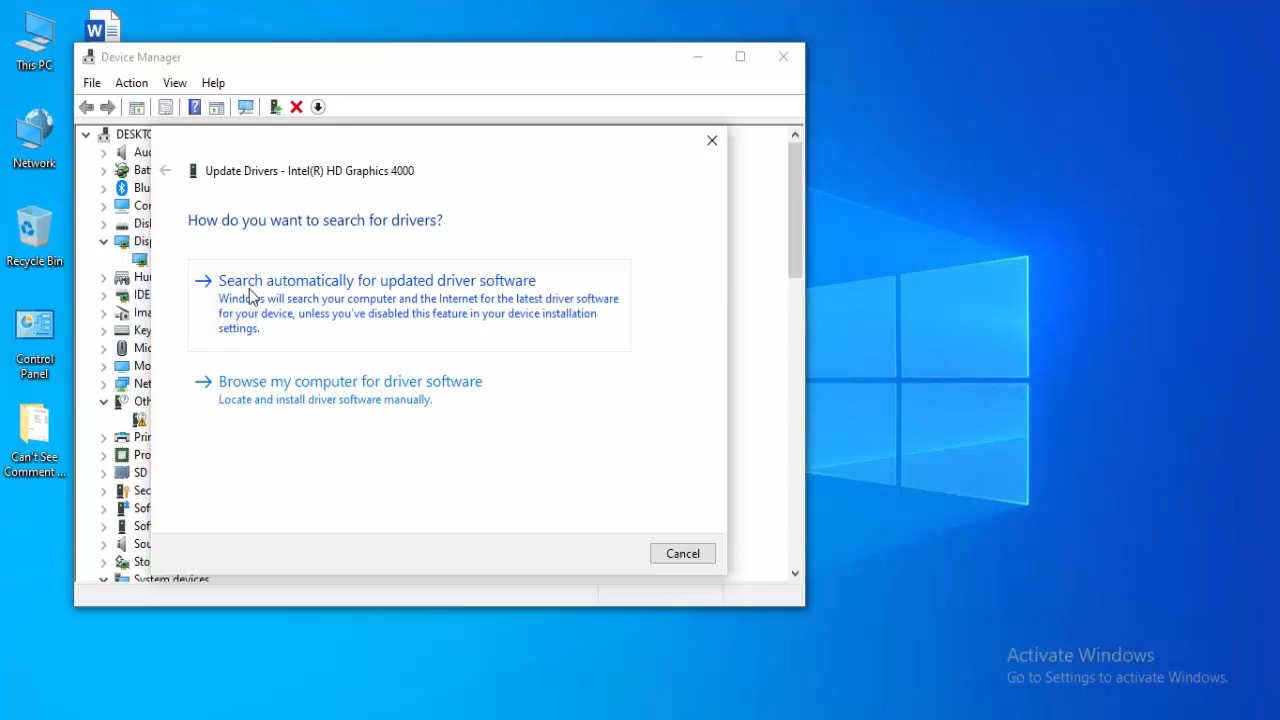 This PC
Network
Recycle Bin
Control
Panel
Can't See
Comment ...
W
Device Manager
File Action View Help
DESKTO
Update Drivers - Intel(R) HD Graphics 4000
How do you want to search for drivers?
Search automatically for updated driver software
Windows will search your computer and the Internet for the latest driver software
for your device, unless you've disabled this feature in your device installation
settings.
Browse my computer for driver software
Locate and install driver software manually.
Cancel
System devices
Activate Windows
Go to Settings to activate Windows.